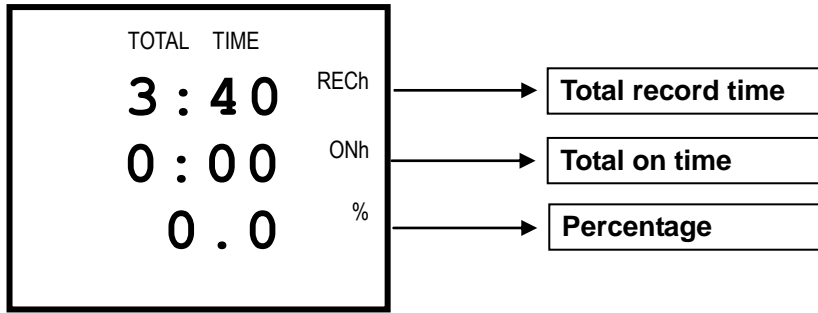 TOTAL TIME
3:40 RECh Total record time
0:00 ONh Total on time
0.0 % Percentage